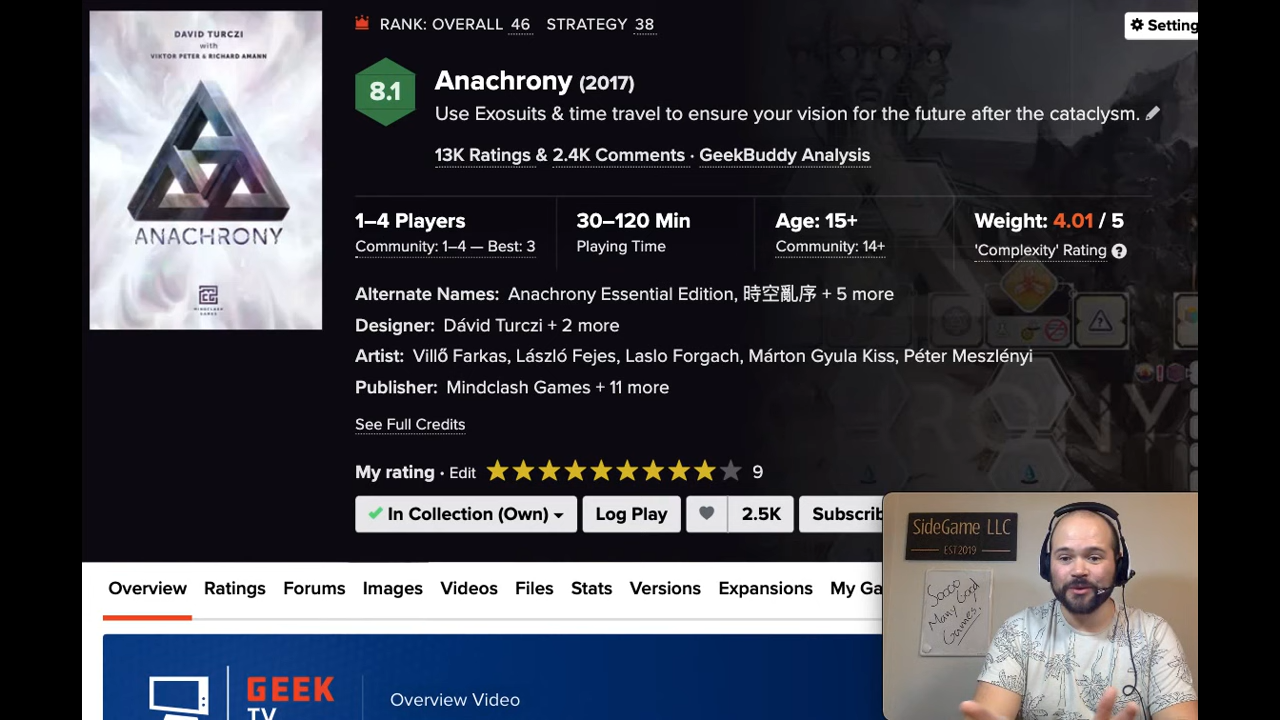 DAVID TURCZI
with
VIKTOR PETER & RICHARD AMANN
ANACHRONY
MINDCLASH
GAMES
RANK: OVERALL 46 STRATEGY 38
Setting
8.1
Anachrony (2017)
Use Exosuits & time travel to ensure your vision for the future after the cataclysm.
13K Ratings & 2.4K Comments · GeekBuddy Analysis
1–4 Players
Community: 1–4 — Best: 3
30–120 Min
Playing Time
Age: 15+
Community: 14+
Weight: 4.01 / 5
'Complexity' Rating ?
Alternate Names: Anachrony Essential Edition, 時空亂序 + 5 more
Designer: Dávid Turczi + 2 more
Artist: Villő Farkas, László Fejes, Laslo Forgach, Márton Gyula Kiss, Péter Meszlényi
Publisher: Mindclash Games + 11 more
See Full Credits
My rating · Edit 9
In Collection (Own) Log Play 2.5K Subscrib
Overview Ratings Forums Images Videos Files Stats Versions Expansions My Ga
GEEK
TV
Overview Video
SideGame LLC
EST 2019
Soooo
Many Good
Games.